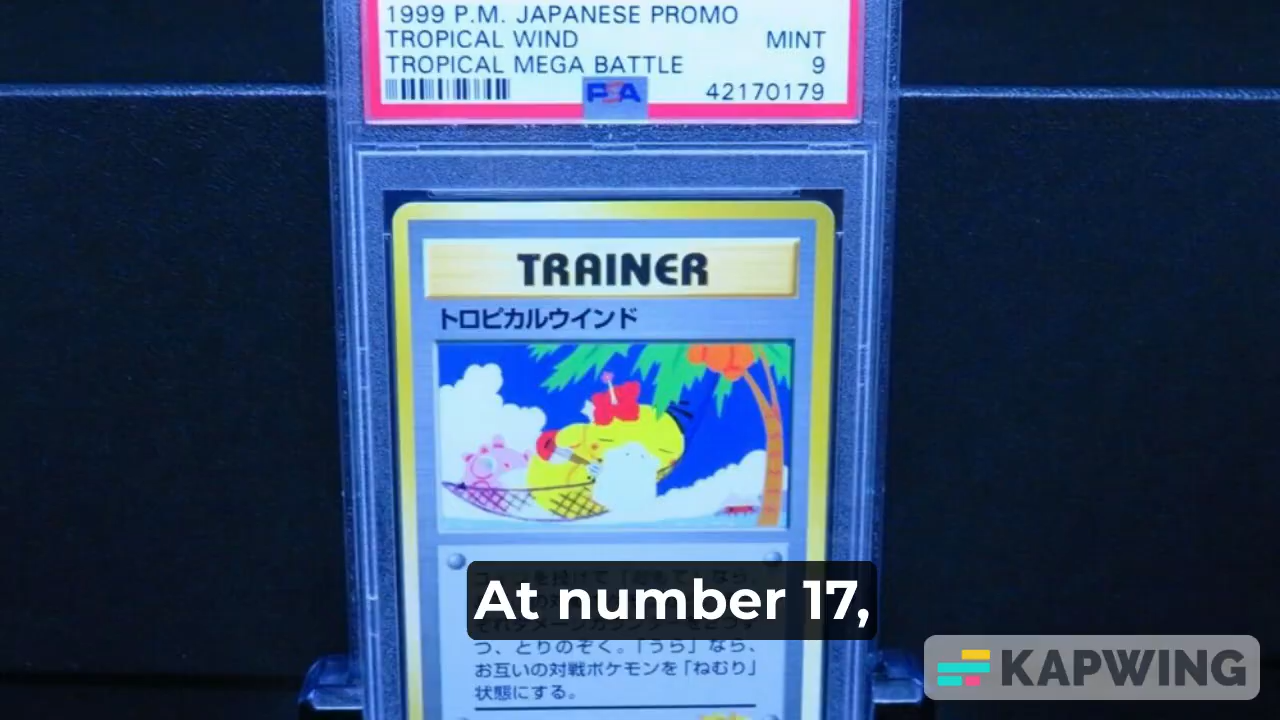 1999 P.M. JAPANESE PROMO
TROPICAL WIND MINT
TROPICAL MEGA BATTLE 9
PSA 42170179
TRAINER
トロピカルウインド
At number 17,
つ、とりのぞく。「うら」なら、
お互いの対戦ポケモンを「ねむり」
状態にする。
KAPWING